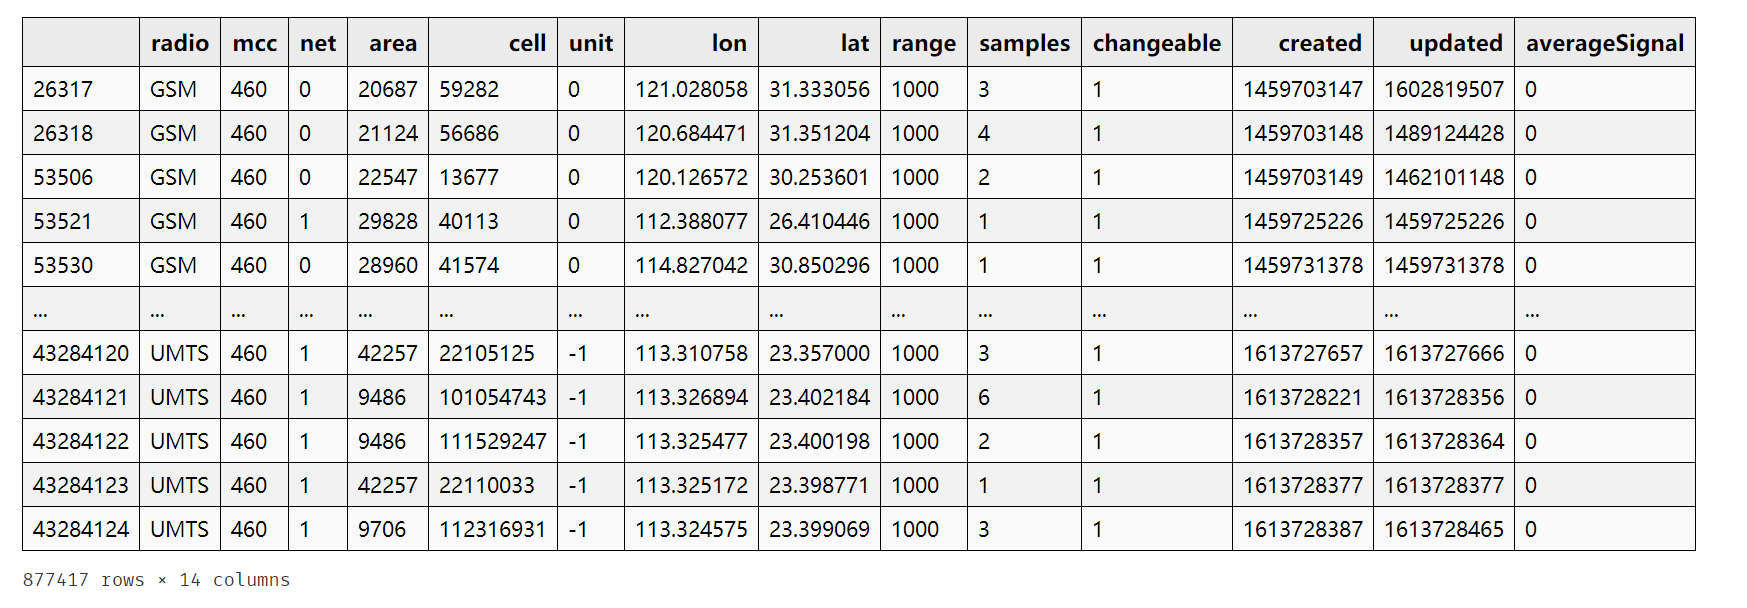 radio mcc net area cell unit lon lat range samples changeable created updated averageSignal
26317 GSM 460 0 20687 59282 0 121.028058 31.333056 1000 3 1 1459703147 1602819507 0
26318 GSM 460 0 21124 56686 0 120.684471 31.351204 1000 4 1 1459703148 1489124428 0
53506 GSM 460 0 22547 13677 0 120.126572 30.253601 1000 2 1 1459703149 1462101148 0
53521 GSM 460 1 29828 40113 0 112.388077 26.410446 1000 1 1 1459725226 1459725226 0
53530 GSM 460 0 28960 41574 0 114.827042 30.850296 1000 1 1 1459731378 1459731378 0
... ... ... ... ... ... ... ... ... ... ... ... ... ... ...
43284120 UMTS 460 1 42257 22105125 -1 113.310758 23.357000 1000 3 1 1613727657 1613727666 0
43284121 UMTS 460 1 9486 101054743 -1 113.326894 23.402184 1000 6 1 1613728221 1613728356 0
43284122 UMTS 460 1 9486 111529247 -1 113.325477 23.400198 1000 2 1 1613728357 1613728364 0
43284123 UMTS 460 1 42257 22110033 -1 113.325172 23.398771 1000 1 1 1613728377 1613728377 0
43284124 UMTS 460 1 9706 112316931 -1 113.324575 23.399069 1000 3 1 1613728387 1613728465 0
877417 rows × 14 columns